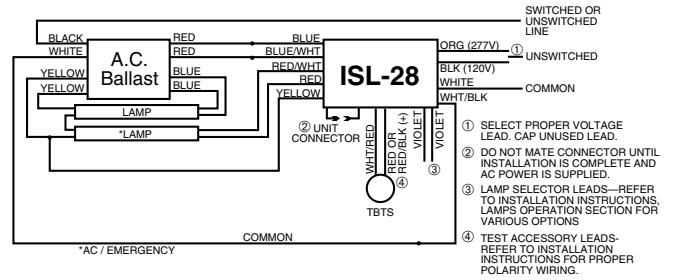 SWITCHED OR
UNSWITCHED
LINE
BLACK
RED
BLUE
WHITE
RED
BLUE/WHT
ORG (277V)
①
UNSWITCHED
A.C.
Ballast
ISL-28
BLK (120V)
YELLOW
BLUE
RED/WHT
YELLOW
BLUE
RED
WHITE
COMMON
YELLOW
WHT/BLK
LAMP
*LAMP
② UNIT
CONNECTOR
WHT/RED
RED OR
RED/BLK (+)
VIOLET
VIOLET
③
④
TBTS
COMMON
*AC / EMERGENCY
① SELECT PROPER VOLTAGE
LEAD. CAP UNUSED LEAD.
② DO NOT MATE CONNECTOR UNTIL
INSTALLATION IS COMPLETE AND
AC POWER IS SUPPLIED.
③ LAMP SELECTOR LEADS—REFER
TO INSTALLATION INSTRUCTIONS,
LAMPS OPERATION SECTION FOR
VARIOUS OPTIONS
④ TEST ACCESSORY LEADS-
REFER TO INSTALLATION
INSTRUCTIONS FOR PROPER
POLARITY WIRING.